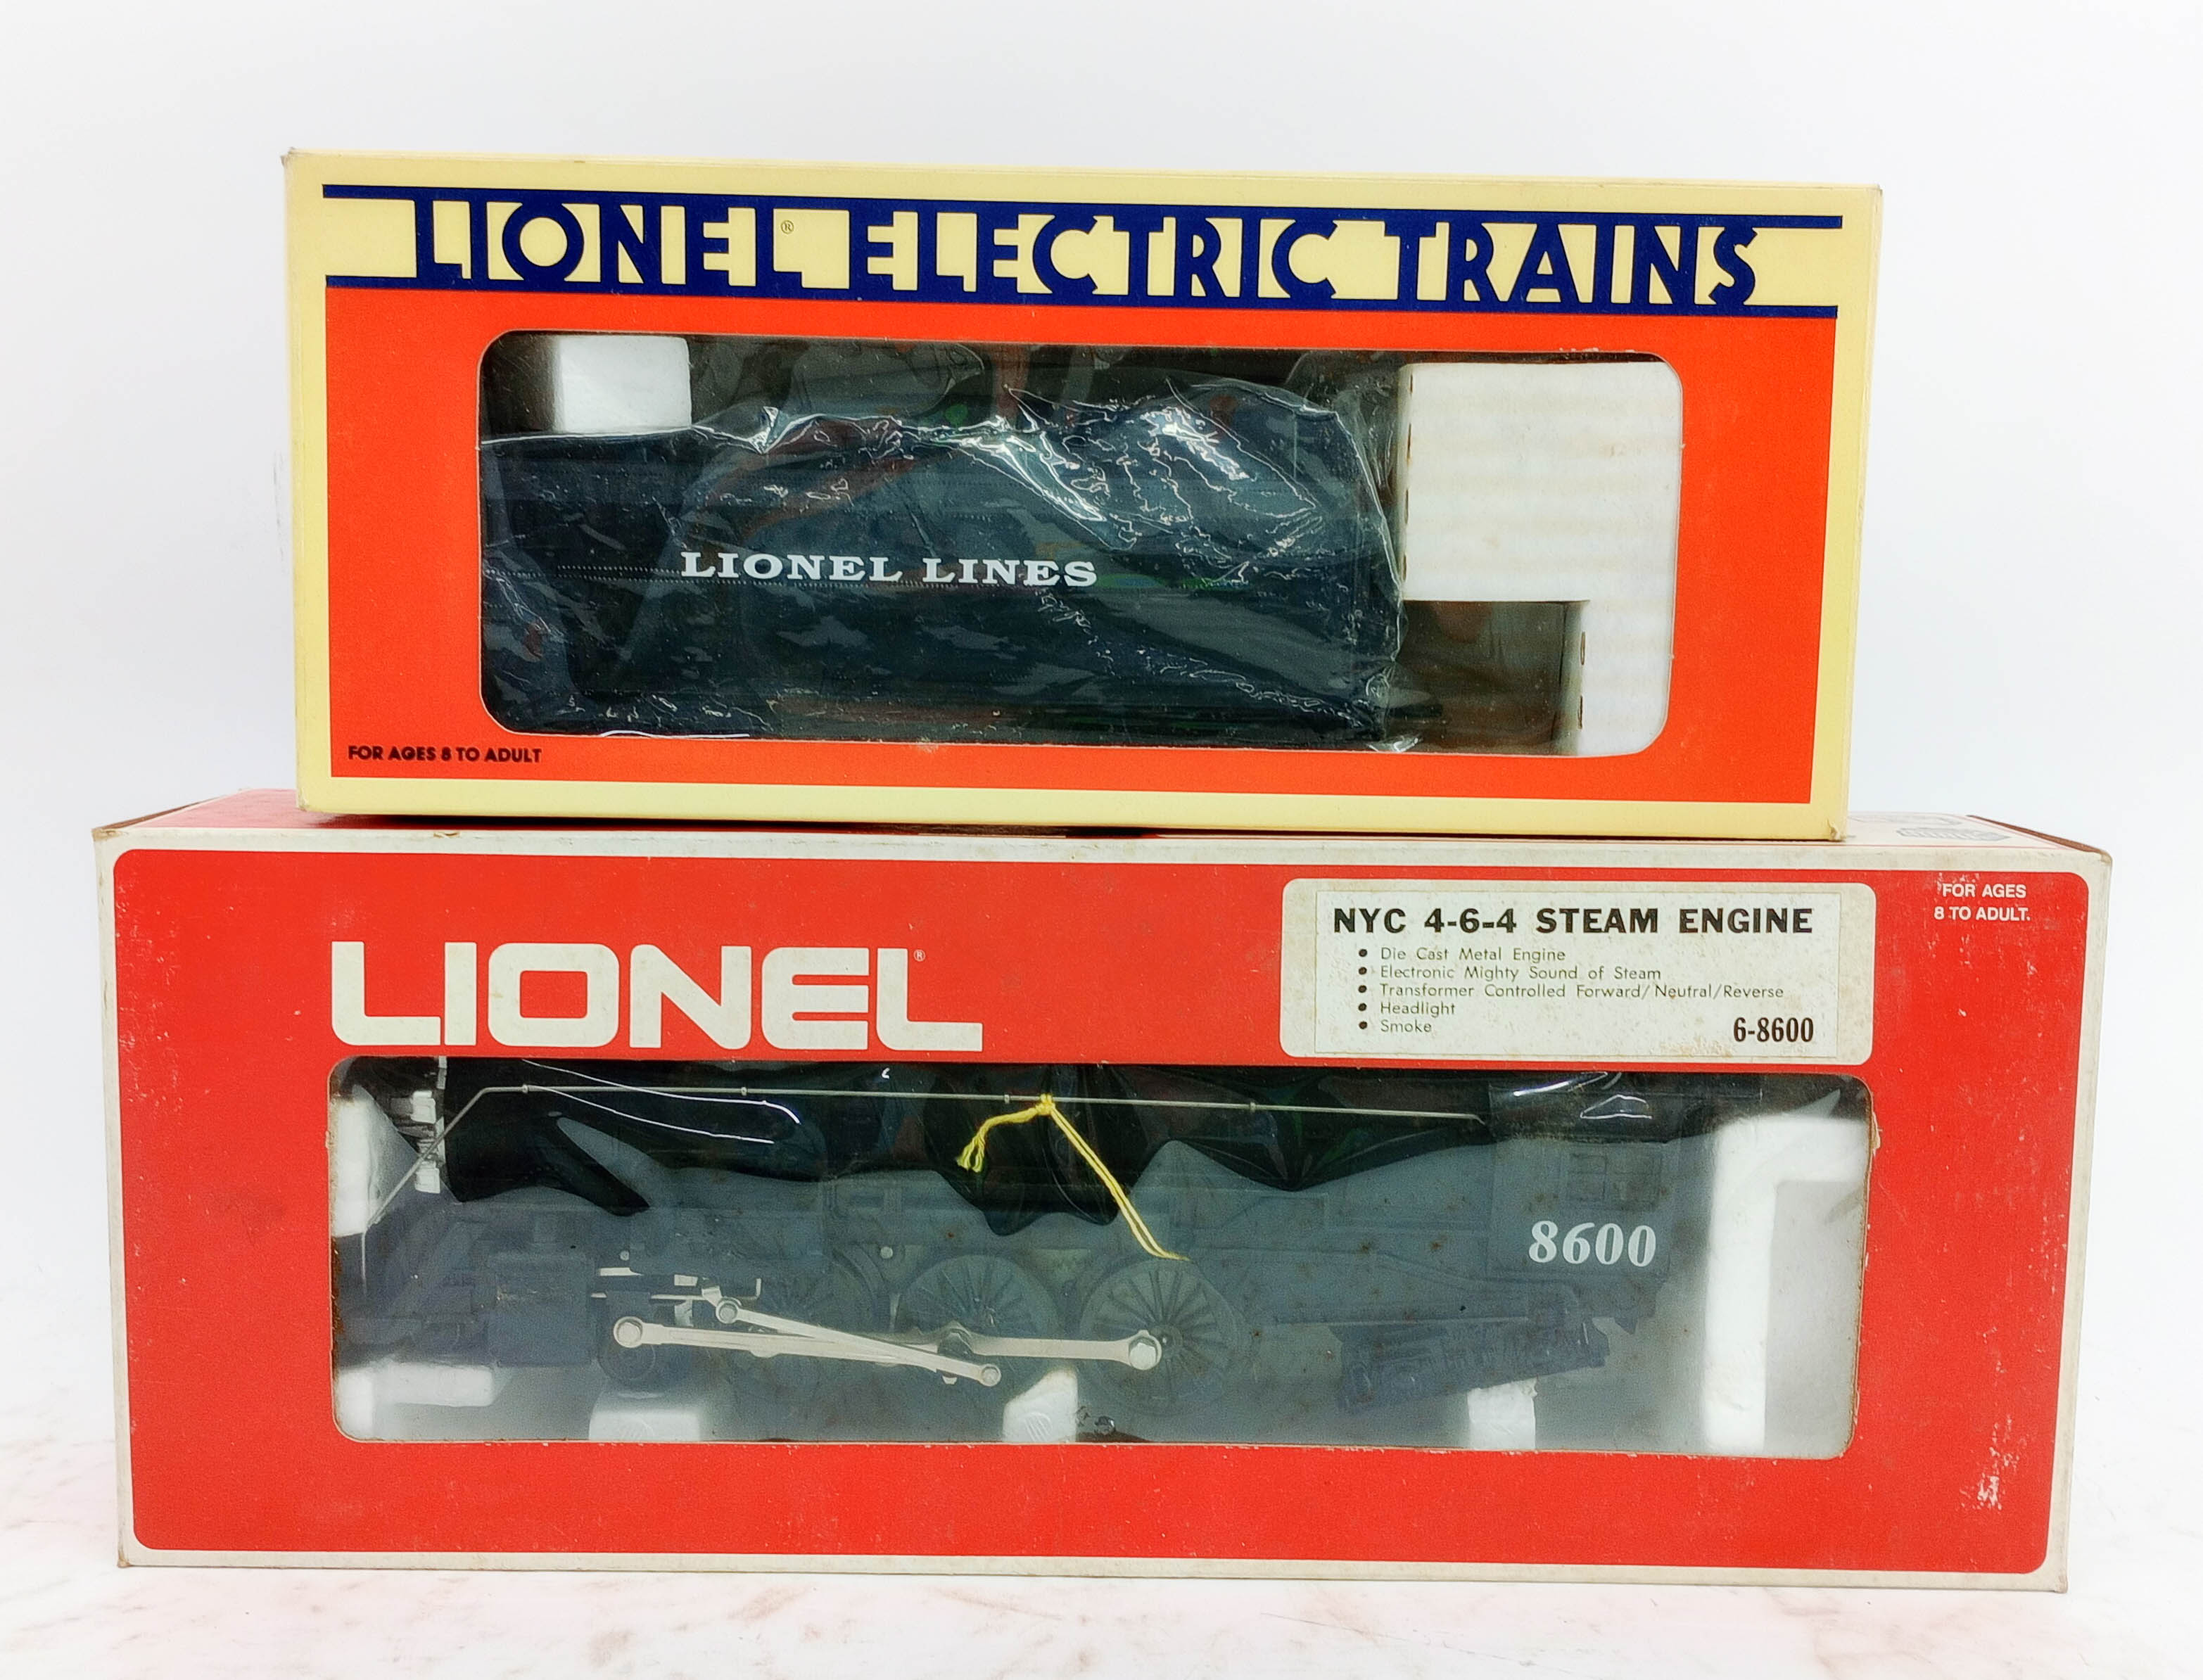 LIONEL® ELECTRIC TRAINS
LIONEL LINES
FOR AGES 8 TO ADULT
LIONEL®
NYC 4-6-4 STEAM ENGINE
• Die Cast Metal Engine
• Electronic Mighty Sound of Steam
• Transformer Controlled Forward/Neutral/Reverse
• Headlight
• Smoke
6-8600
FOR AGES
8 TO ADULT.
8600